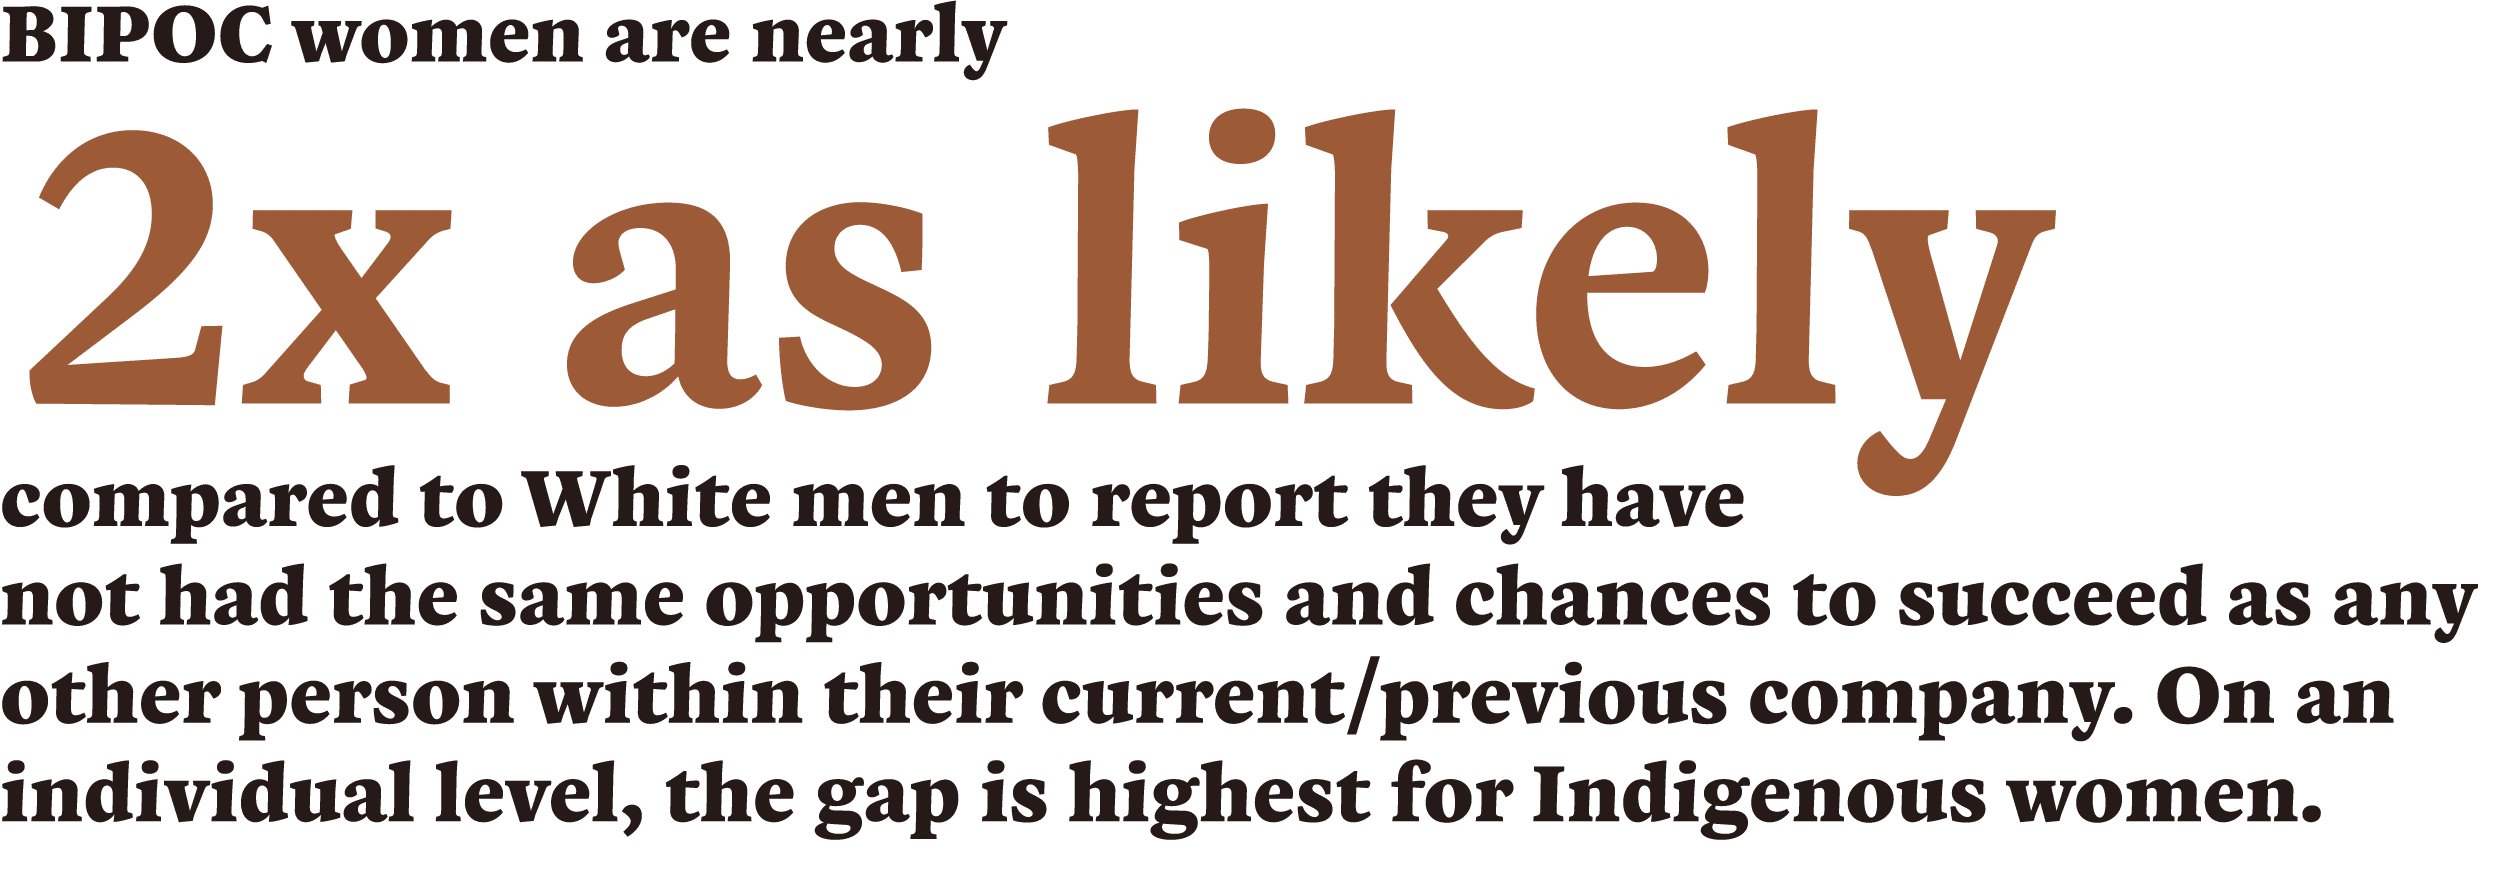 BIPOC women are nearly
2x as likely
compared to White men to report they have
not had the same opportunities and chances to succeed as any
other person within their current/previous company. On an
individual level, the gap is highest for Indigenous women.